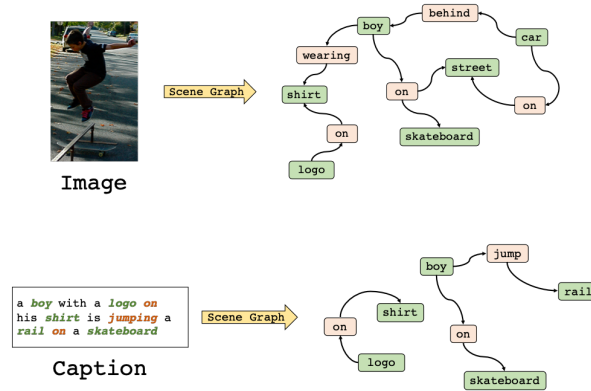 behind
boy
car
wearing
street
Scene Graph
shirt
on
on
on
skateboard
logo
Image
jump
boy
rail
a boy with a logo on
his shirt is jumping a
rail on a skateboard
Scene Graph
shirt
on
on
logo
skateboard
Caption